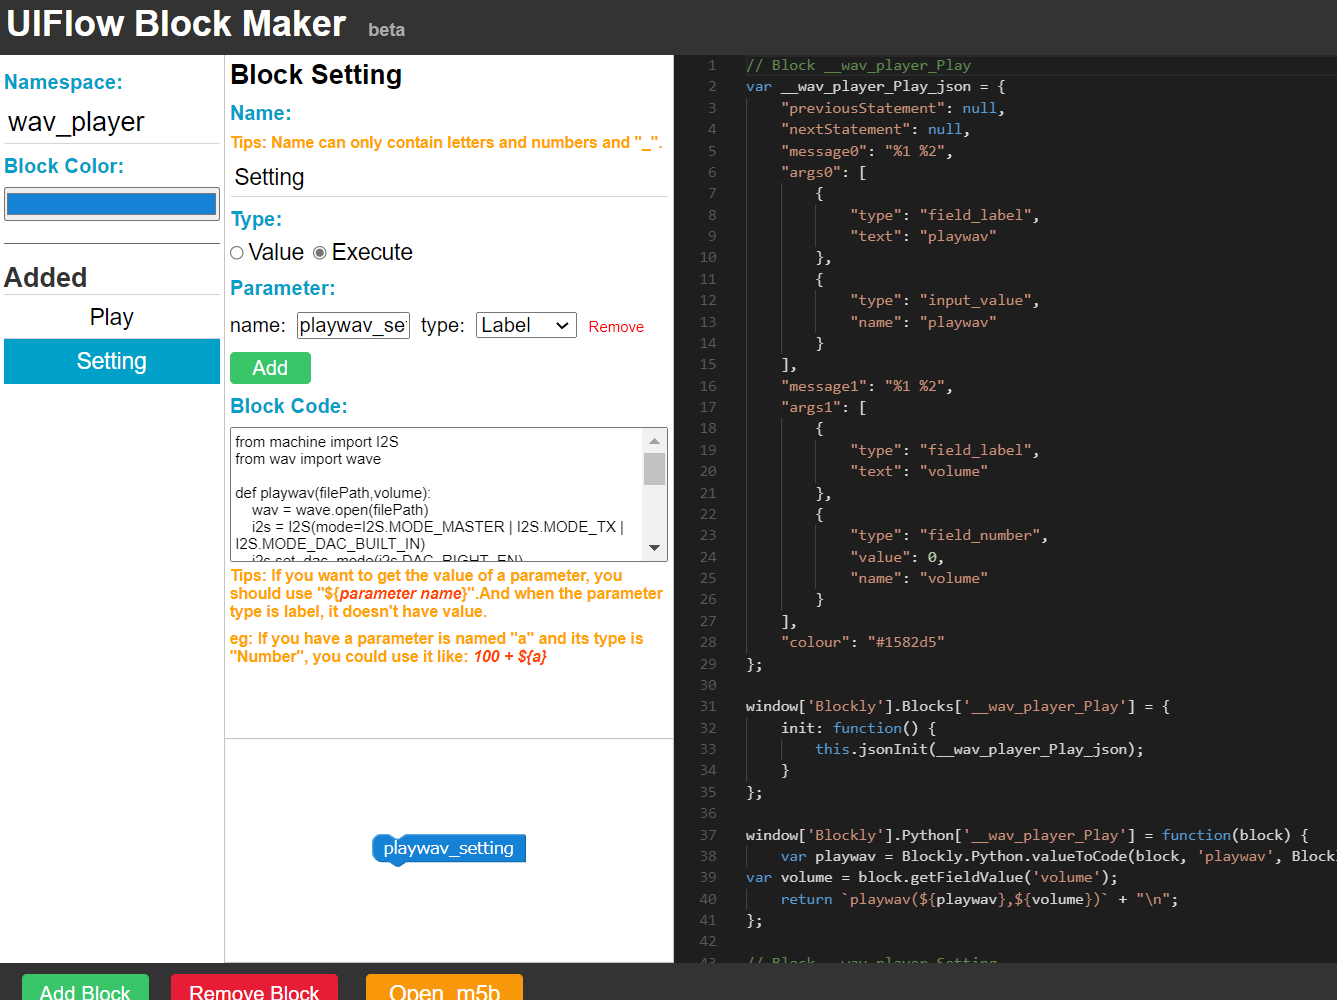 UIFlow Block Maker beta
Namespace:
wav_player
Block Color:
Added
Play
Setting
Block Setting
Name:
Tips: Name can only contain letters and numbers and "_".
Setting
Type:
Value Execute
Parameter:
name: playwav_se type: Label Remove
Add
Block Code:
from machine import I2S
from wav import wave
def playwav(filePath,volume):
wav = wave.open(filePath)
i2s = I2S(mode=I2S.MODE_MASTER | I2S.MODE_TX |
I2S.MODE_DAC_BUILT_IN)
i2s.set_dac_mode(i2s.DAC_RIGHT_EN)
Tips: If you want to get the value of a parameter, you
should use "${parameter name}".And when the parameter
type is label, it doesn't have value.
eg: If you have a parameter is named "a" and its type is
"Number", you could use it like: 100 + ${a}
playwav_setting
1 // Block __wav_player_Play
2 var __wav_player_Play_json = {
3 "previousStatement": null,
4 "nextStatement": null,
5 "message0": "%1 %2",
6 "args0": [
7 {
8 "type": "field_label",
9 "text": "playwav"
10 },
11 {
12 "type": "input_value",
13 "name": "playwav"
14 }
15 ],
16 "message1": "%1 %2",
17 "args1": [
18 {
19 "type": "field_label",
20 "text": "volume"
21 },
22 {
23 "type": "field_number",
24 "value": 0,
25 "name": "volume"
26 }
27 ],
28 "colour": "#1582d5"
29 };
30
31 window['Blockly'].Blocks['__wav_player_Play'] = {
32 init: function() {
33 this.jsonInit(__wav_player_Play_json);
34 }
35 };
36
37 window['Blockly'].Python['__wav_player_Play'] = function(block) {
38 var playwav = Blockly.Python.valueToCode(block, 'playwav', Blockl
39 var volume = block.getFieldValue('volume');
40 return `playwav(${playwav},${volume})` + "\n";
41 };
42
43 // Block __wav_player_Setting
Add Block Remove Block Open .m5b